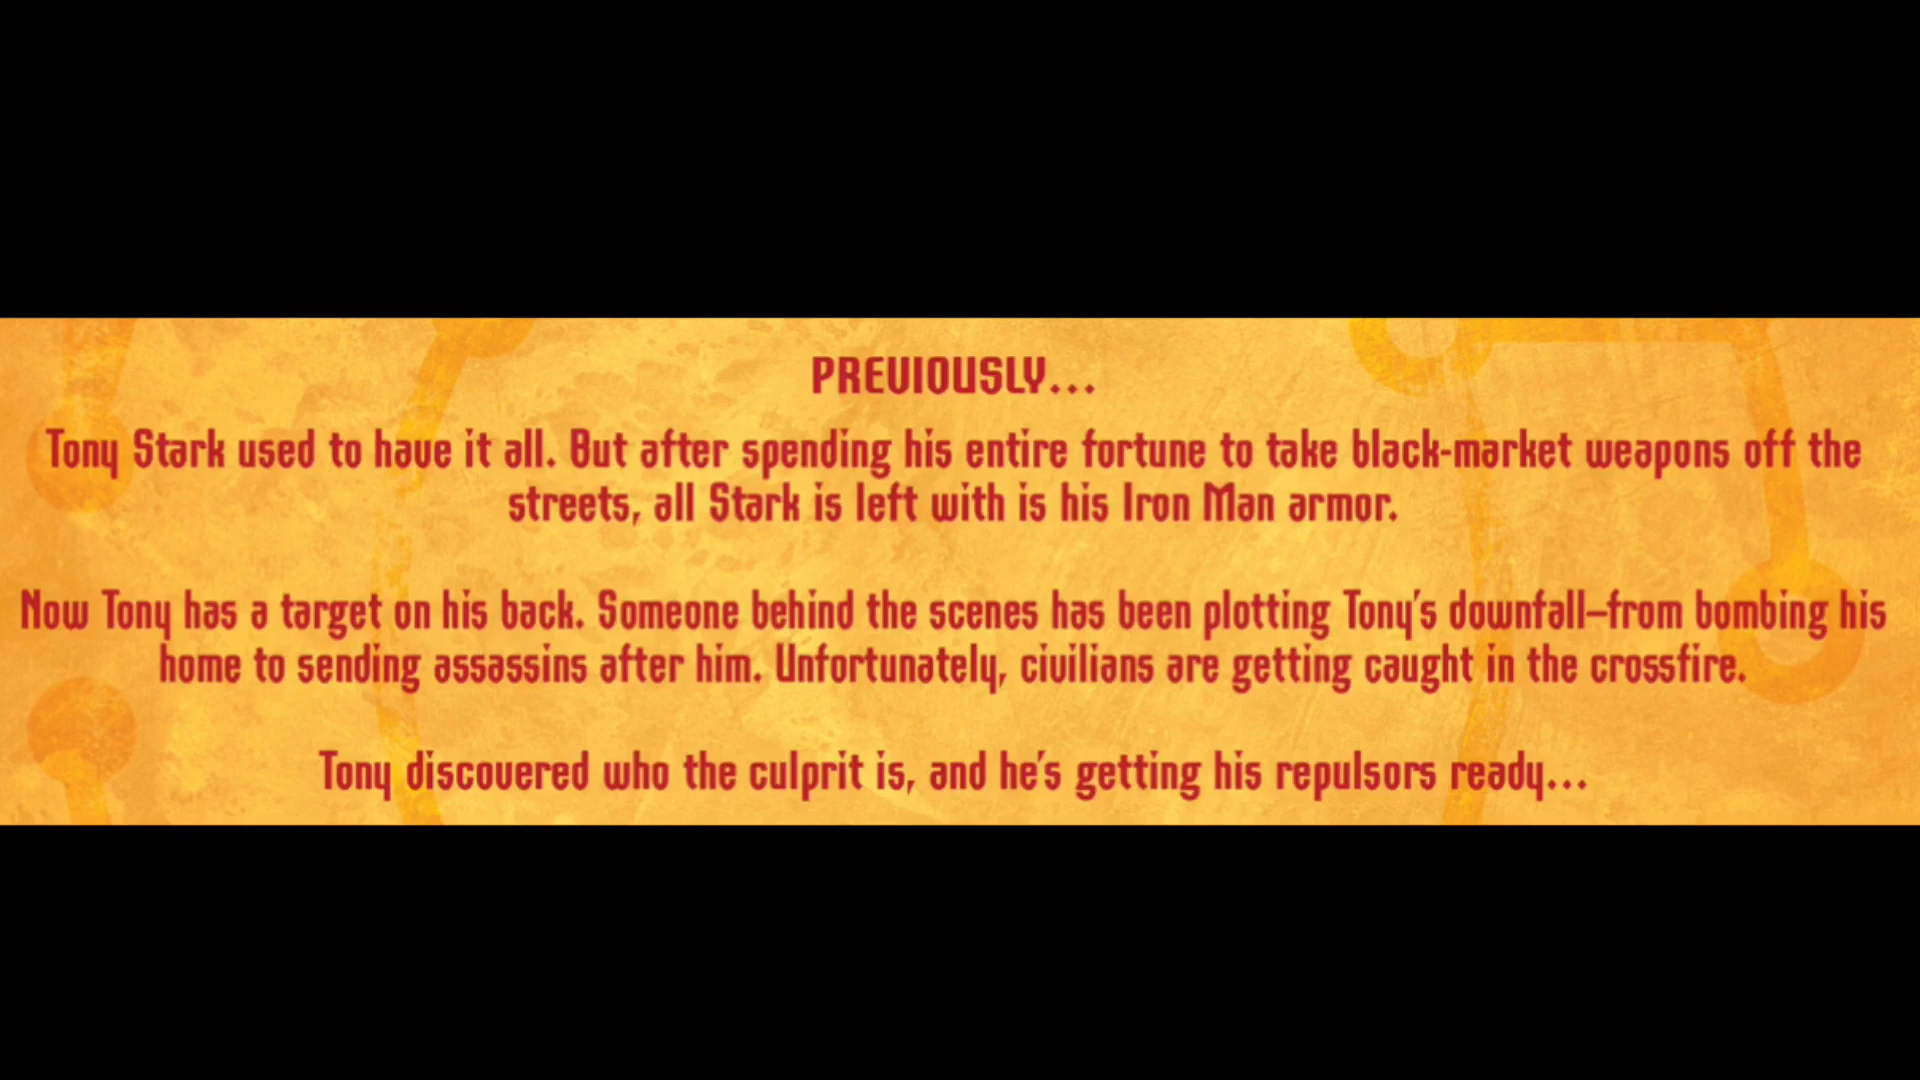 PREVIOUSLY...
Tony Stark used to have it all. But after spending his entire fortune to take black-market weapons off the
streets, all Stark is left with is his Iron Man armor.
Now Tony has a target on his back. Someone behind the scenes has been plotting Tony's downfall–from bombing his
home to sending assassins after him. Unfortunately, civilians are getting caught in the crossfire.
Tony discovered who the culprit is, and he's getting his repulsors ready...